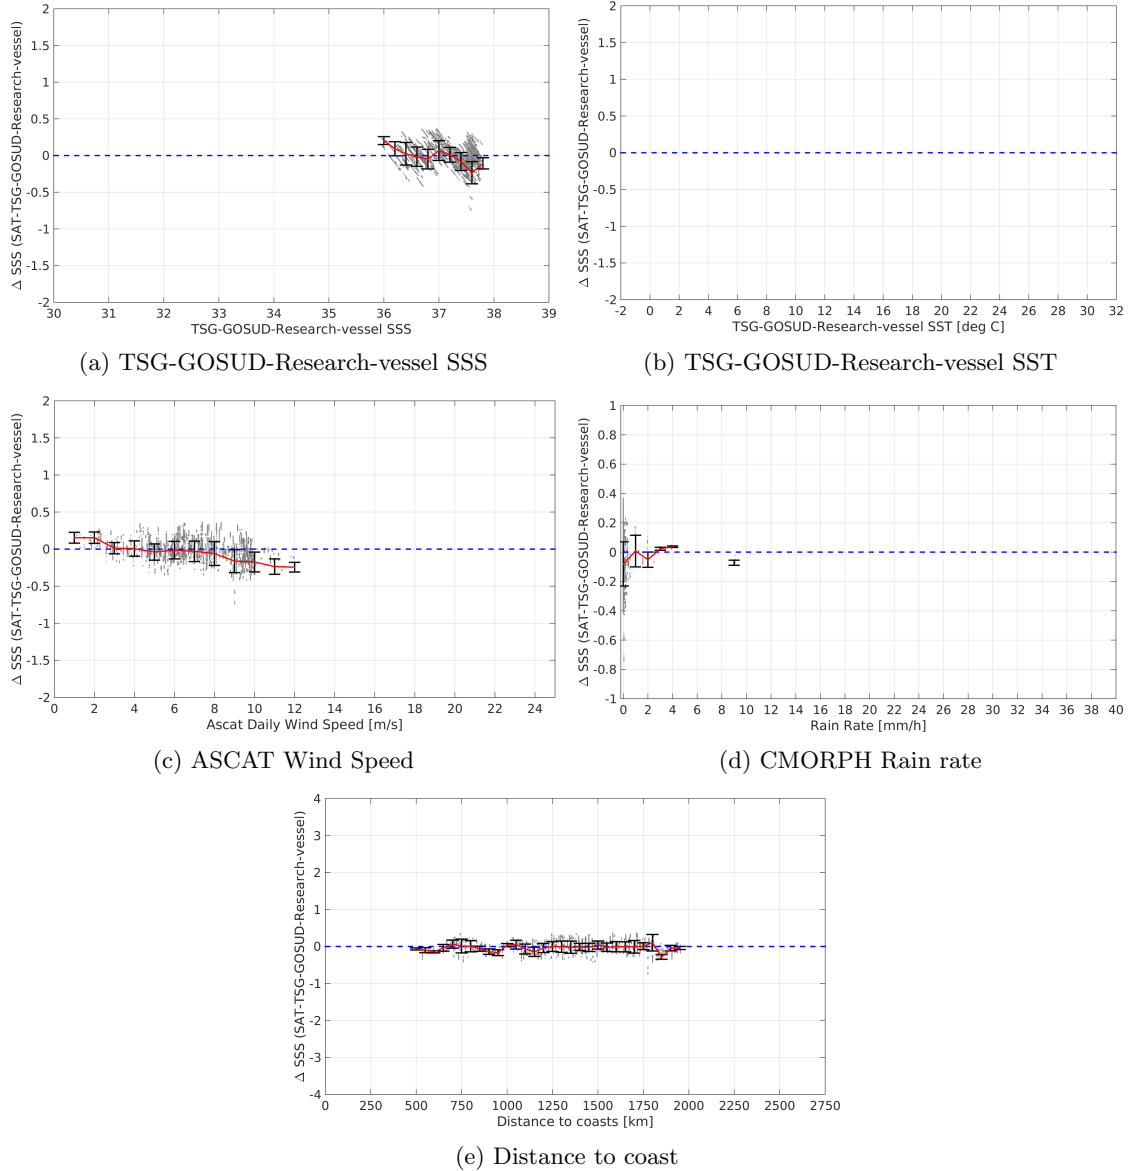 2
1.5
1
0.5
0
-0.5
-1
-1.5
-2
Δ SSS (SAT-TSG-GOSUD-Research-vessel)
30 31 32 33 34 35 36 37 38 39
TSG-GOSUD-Research-vessel SSS
(a) TSG-GOSUD-Research-vessel SSS
2
1.5
1
0.5
0
-0.5
-1
-1.5
-2
Δ SSS (SAT-TSG-GOSUD-Research-vessel)
-2 0 2 4 6 8 10 12 14 16 18 20 22 24 26 28 30 32
TSG-GOSUD-Research-vessel SST [deg C]
(b) TSG-GOSUD-Research-vessel SST
2
1.5
1
0.5
0
-0.5
-1
-1.5
-2
Δ SSS (SAT-TSG-GOSUD-Research-vessel)
0 2 4 6 8 10 12 14 16 18 20 22 24
Ascat Daily Wind Speed [m/s]
(c) ASCAT Wind Speed
1
0.8
0.6
0.4
0.2
0
-0.2
-0.4
-0.6
-0.8
-1
Δ SSS (SAT-TSG-GOSUD-Research-vessel)
0 2 4 6 8 10 12 14 16 18 20 22 24 26 28 30 32 34 36 38 40
Rain Rate [mm/h]
(d) CMORPH Rain rate
4
3
2
1
0
-1
-2
-3
-4
Δ SSS (SAT-TSG-GOSUD-Research-vessel)
0 250 500 750 1000 1250 1500 1750 2000 2250 2500 2750
Distance to coasts [km]
(e) Distance to coast